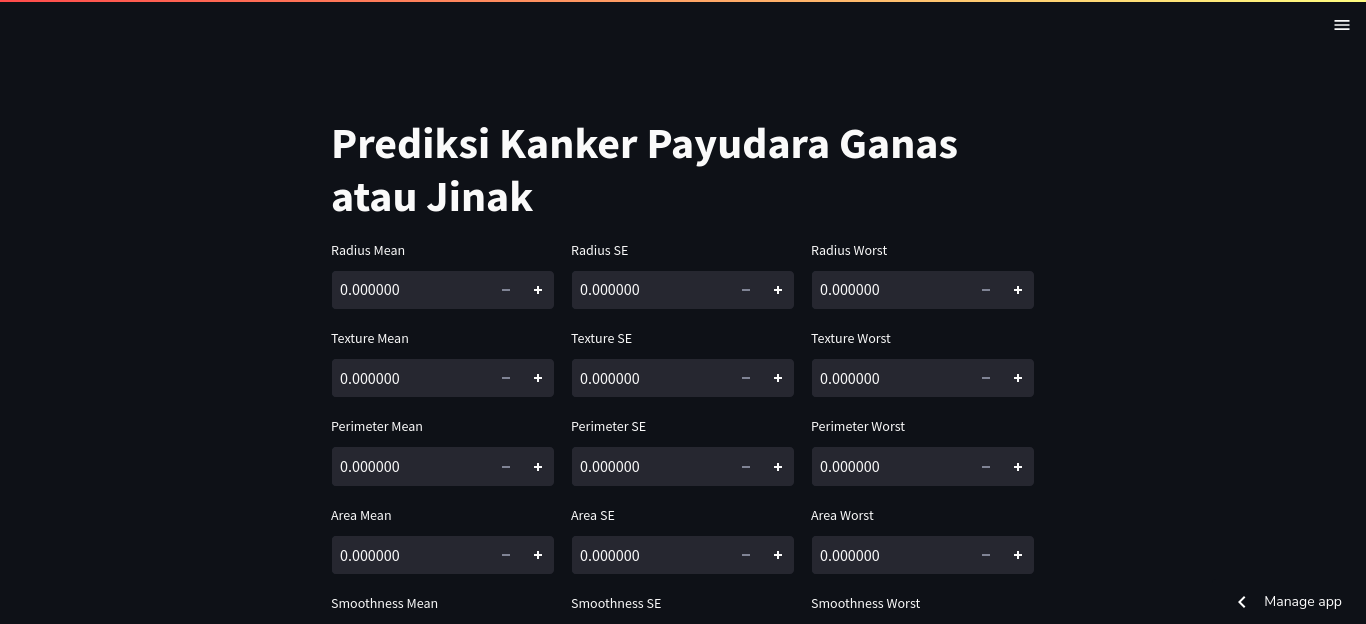 Prediksi Kanker Payudara Ganas
atau Jinak
Radius Mean Radius SE Radius Worst
0.000000 0.000000 0.000000
Texture Mean Texture SE Texture Worst
0.000000 0.000000 0.000000
Perimeter Mean Perimeter SE Perimeter Worst
0.000000 0.000000 0.000000
Area Mean Area SE Area Worst
0.000000 0.000000 0.000000
Smoothness Mean Smoothness SE Smoothness Worst
Manage app